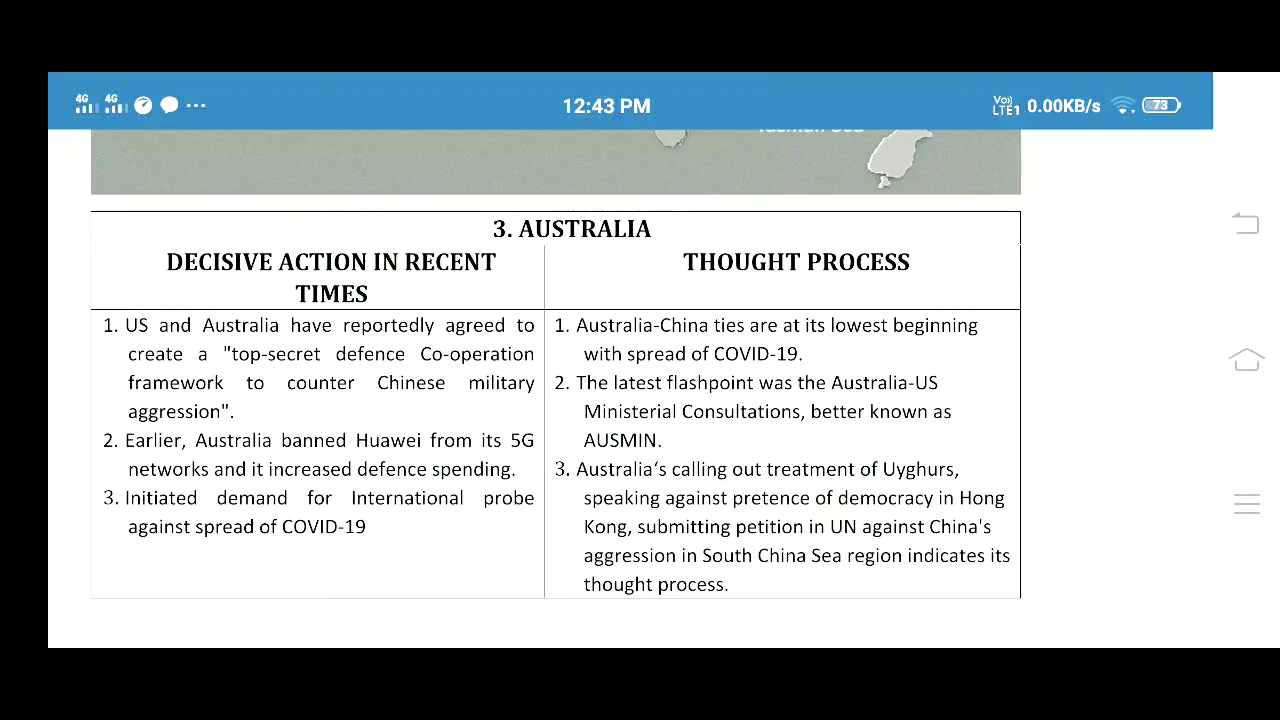 4G 4G 12:43 PM Vo)) LTE1 0.00KB/s 73
Tasman Sea
3. AUSTRALIA
DECISIVE ACTION IN RECENT
TIMES
THOUGHT PROCESS
1. US and Australia have reportedly agreed to
create a "top-secret defence Co-operation
framework to counter Chinese military
aggression".
2. Earlier, Australia banned Huawei from its 5G
networks and it increased defence spending.
3. Initiated demand for International probe
against spread of COVID-19
1. Australia-China ties are at its lowest beginning
with spread of COVID-19.
2. The latest flashpoint was the Australia-US
Ministerial Consultations, better known as
AUSMIN.
3. Australia‘s calling out treatment of Uyghurs,
speaking against pretence of democracy in Hong
Kong, submitting petition in UN against China's
aggression in South China Sea region indicates its
thought process.